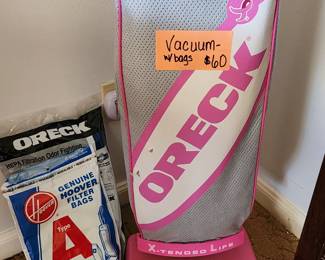 Vacuum-
w/ bags $60
ORECK
X-TENDED LIFE
ORECK
HEPA Filtration Odor Fighting
GENUINE
HOOVER
FILTER
BAGS
Hoover
Type
A